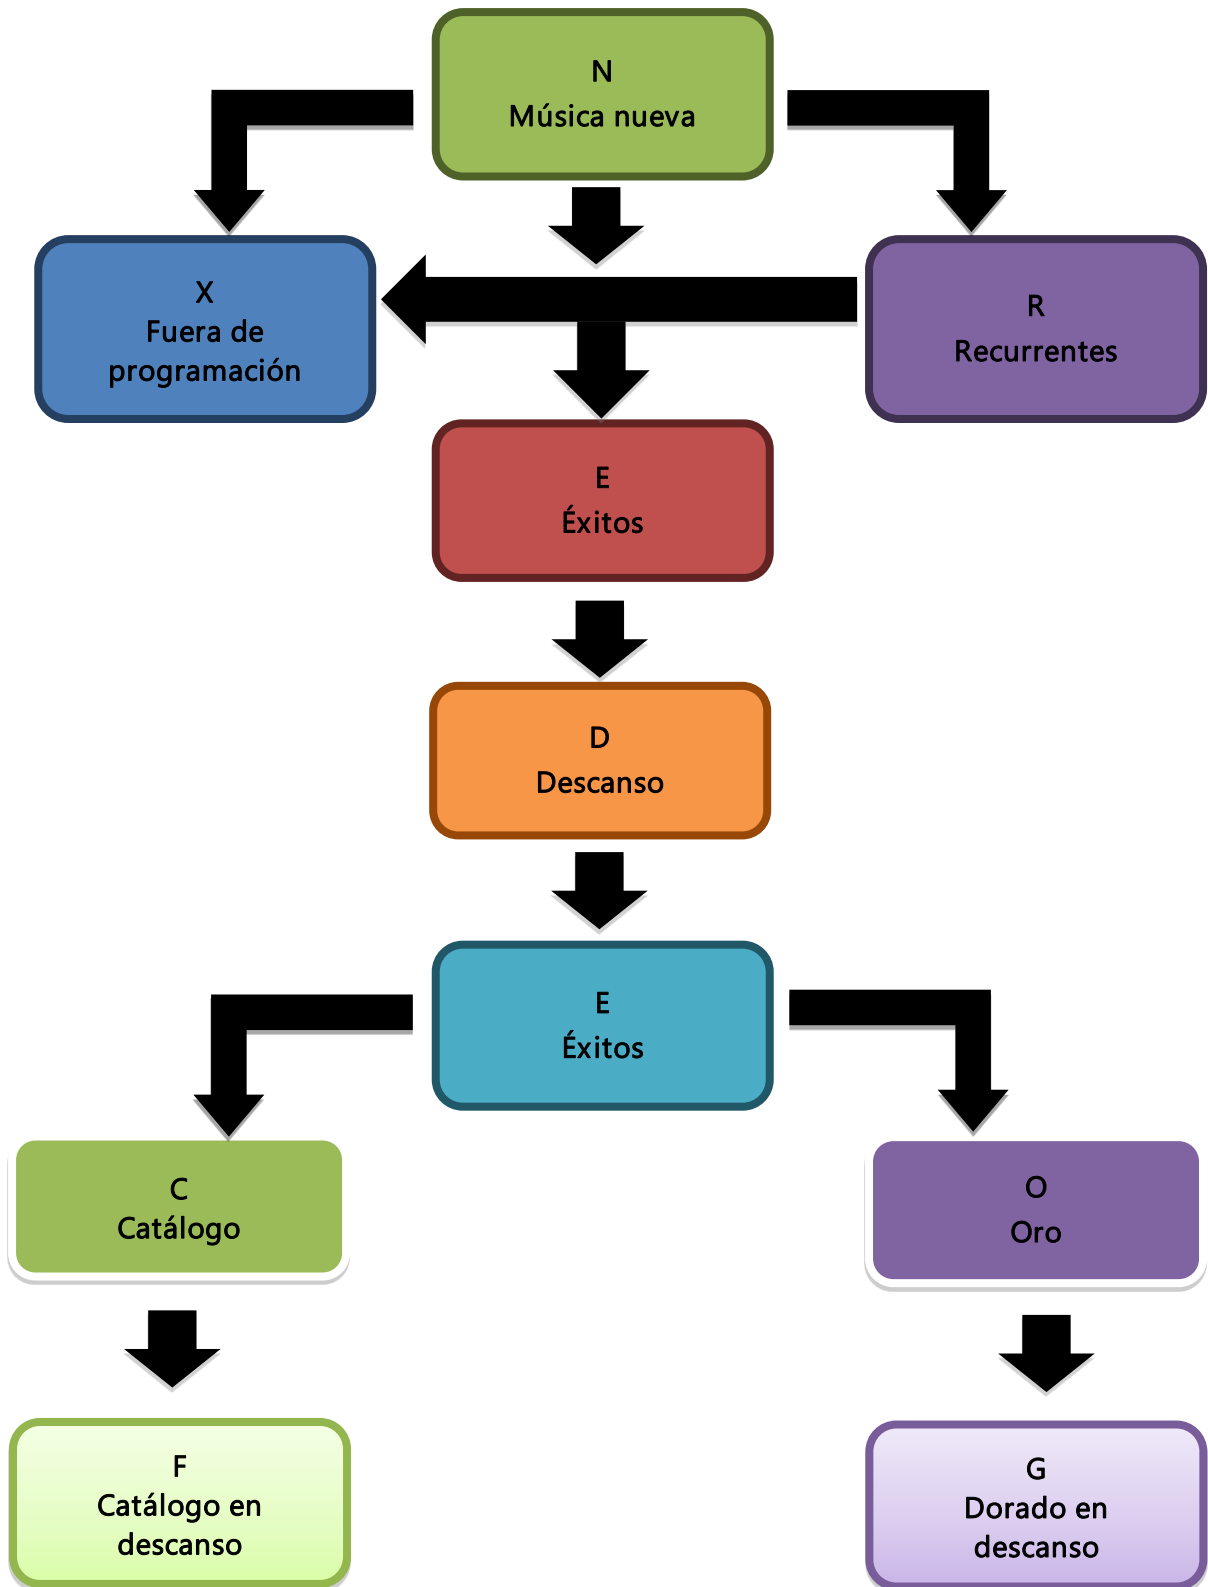 N
Música nueva
X
Fuera de
programación
R
Recurrentes
E
Éxitos
D
Descanso
E
Éxitos
C
Catálogo
O
Oro
F
Catálogo en
descanso
G
Dorado en
descanso